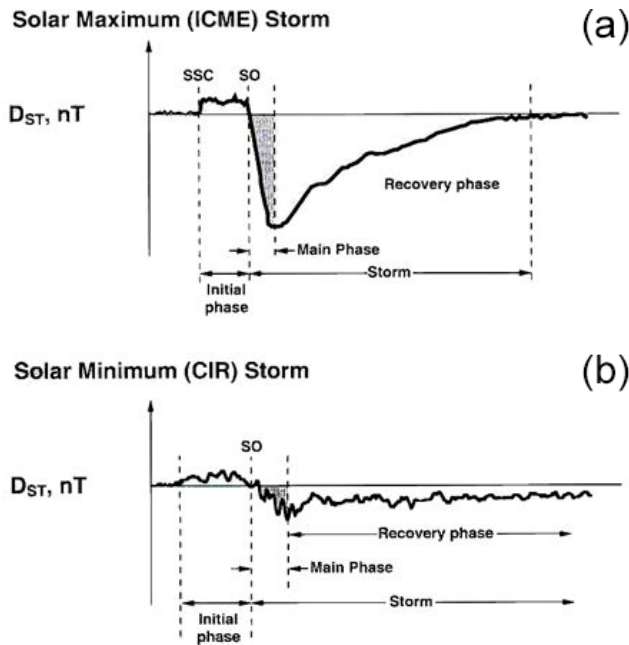 Solar Maximum (ICME) Storm
(a)
SSC
SO
DST, nT
Recovery phase
Main Phase
Storm
Initial
phase
Solar Minimum (CIR) Storm
(b)
SO
DST, nT
Recovery phase
Main Phase
Storm
Initial
phase